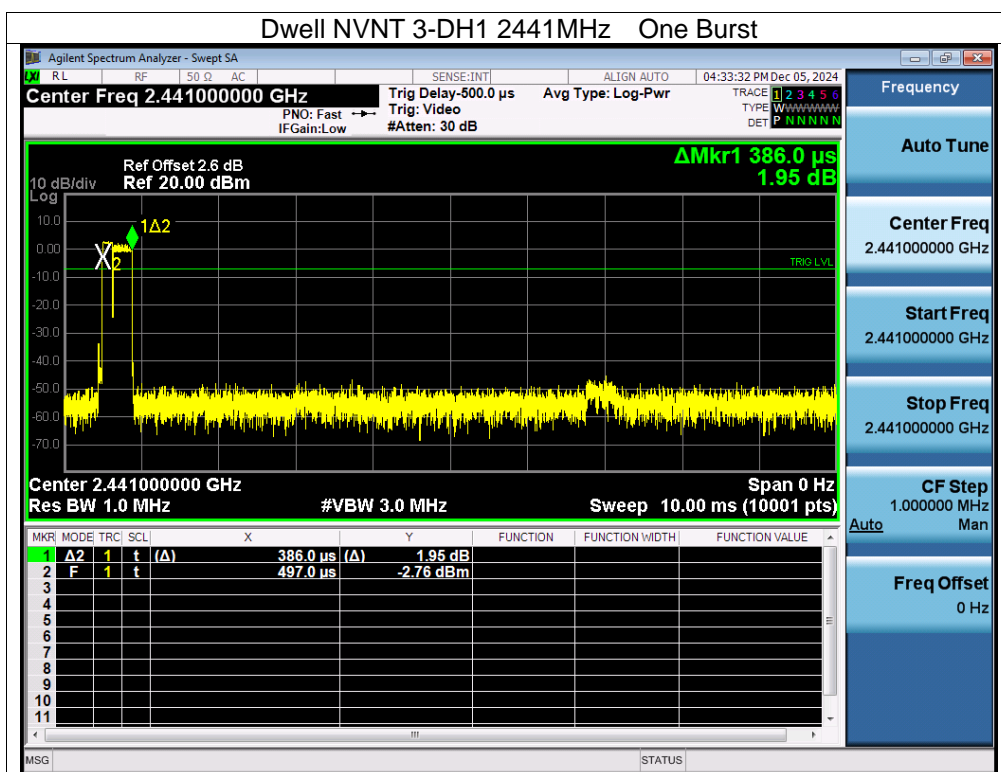 Dwell NVNT 3-DH1 2441MHz One Burst
Agilent Spectrum Analyzer - Swept SA
LXI RL RF 50 Ω AC SENSE:INT ALIGN AUTO 04:33:32 PM Dec 05, 2024
Center Freq 2.441000000 GHz Trig Delay-500.0 µs Avg Type: Log-Pwr TRACE 1 2 3 4 5 6
PNO: Fast Trig: Video TYPE WWWWWWW
IFGain:Low #Atten: 30 dB DET P NNNNN
Frequency
Auto Tune
ΔMkr1 386.0 µs
1.95 dB
Ref Offset 2.6 dB
10 dB/div Ref 20.00 dBm
Log
10.0
0.00
-10.0
-20.0
-30.0
-40.0
-50.0
-60.0
-70.0
1Δ2
X2
TRIG LVL
Center 2.441000000 GHz Span 0 Hz
Res BW 1.0 MHz #VBW 3.0 MHz Sweep 10.00 ms (10001 pts)
Center Freq
2.441000000 GHz
Start Freq
2.441000000 GHz
Stop Freq
2.441000000 GHz
CF Step
1.000000 MHz
Auto Man
Freq Offset
0 Hz
MKR MODE TRC SCL X Y FUNCTION FUNCTION WIDTH FUNCTION VALUE
1 Δ2 1 t (Δ) 386.0 µs (Δ) 1.95 dB
2 F 1 t 497.0 µs -2.76 dBm
3
4
5
6
7
8
9
10
11
MSG STATUS